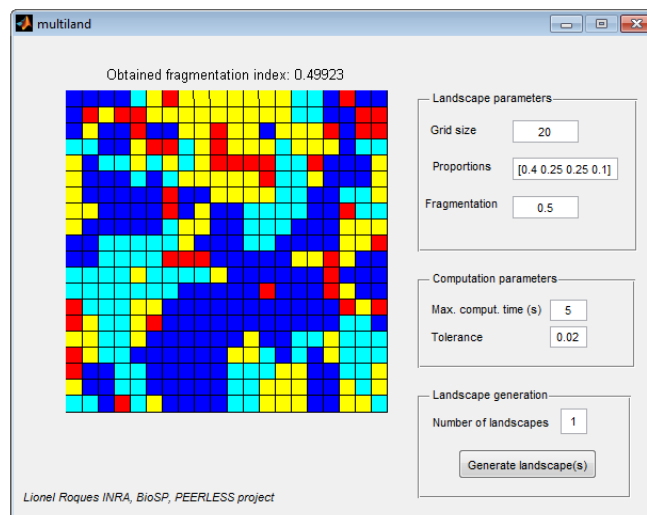 multiland
Obtained fragmentation index: 0.49923
Landscape parameters
Grid size 20
Proportions [0.4 0.25 0.25 0.1]
Fragmentation 0.5
Computation parameters
Max. comput. time (s) 5
Tolerance 0.02
Landscape generation
Number of landscapes 1
Generate landscape(s)
Lionel Roques INRA, BioSP, PEERLESS project